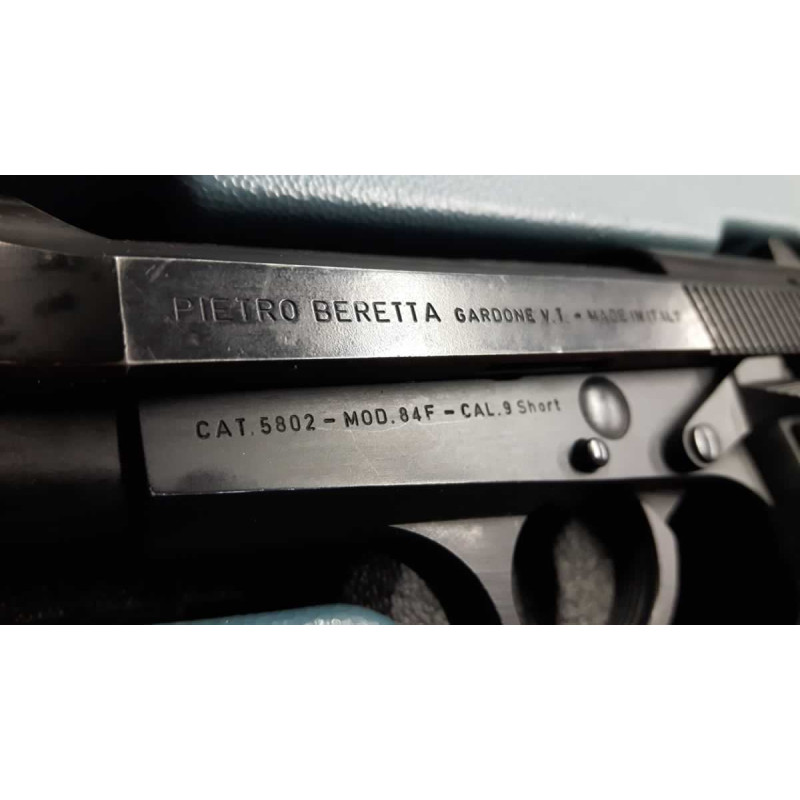 PIETRO BERETTA GARDONE V.T. - MADE IN ITALY
CAT. 5802 - MOD. 84F - CAL. 9 Short